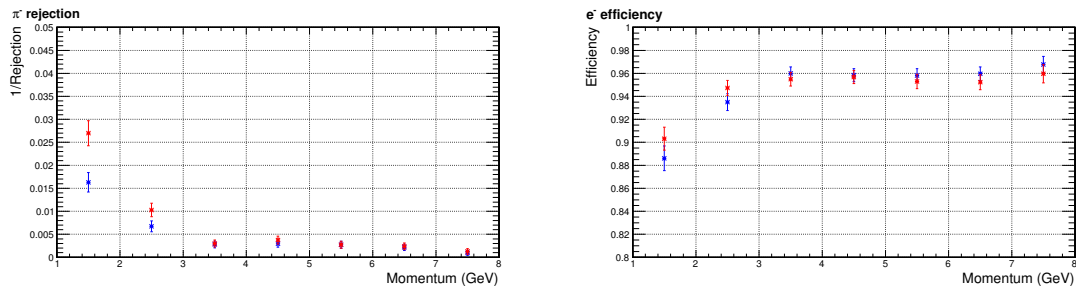 π⁻ rejection
1/Rejection
0.05
0.045
0.04
0.035
0.03
0.025
0.02
0.015
0.01
0.005
0
1 2 3 4 5 6 7 8
Momentum (GeV)
e⁻ efficiency
Efficiency
1
0.98
0.96
0.94
0.92
0.9
0.88
0.86
0.84
0.82
0.8
1 2 3 4 5 6 7 8
Momentum (GeV)